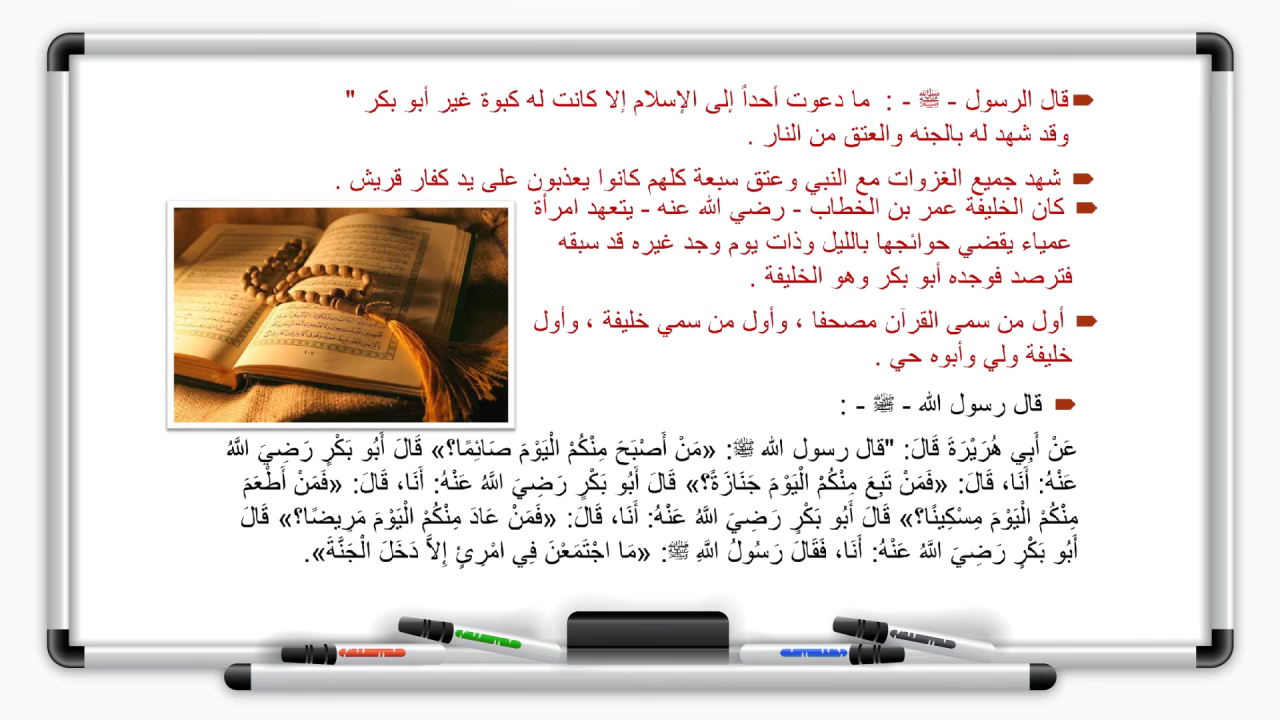 قال الرسول - ﷺ - : ما دعوت أحداً إلى الإسلام إلا كانت له كبوة غير أبو بكر "
وقد شهد له بالجنه والعتق من النار .
شهد جميع الغزوات مع النبي وعتق سبعة كلهم كانوا يعذبون على يد كفار قريش .
كان الخليفة عمر بن الخطاب - رضي الله عنه - يتعهد امرأة
عمياء يقضي حوائجها بالليل وذات يوم وجد غيره قد سبقه
فترصد فوجده أبو بكر وهو الخليفة .
أول من سمى القرآن مصحفا ، وأول من سمي خليفة ، وأول
خليفة ولي وأبوه حي .
قال رسول الله - ﷺ - :
عَنْ أَبِي هُرَيْرَةَ قَالَ: "قال رسول الله ﷺ: «مَنْ أَصْبَحَ مِنْكُمْ الْيَوْمَ صَائِمًا؟» قَالَ أَبُو بَكْرٍ رَضِيَ اللَّهُ
عَنْهُ: أَنَا، قَالَ: «فَمَنْ تَبِعَ مِنْكُمْ الْيَوْمَ جَنَازَةً؟» قَالَ أَبُو بَكْرٍ رَضِيَ اللَّهُ عَنْهُ: أَنَا، قَالَ: «فَمَنْ أَطْعَمَ
مِنْكُمْ الْيَوْمَ مِسْكِينًا؟» قَالَ أَبُو بَكْرٍ رَضِيَ اللَّهُ عَنْهُ: أَنَا، قَالَ: «فَمَنْ عَادَ مِنْكُمْ الْيَوْمَ مَرِيضًا؟» قَالَ
أَبُو بَكْرٍ رَضِيَ اللَّهُ عَنْهُ: أَنَا، فَقَالَ رَسُولُ اللَّهِ ﷺ: «مَا اجْتَمَعْنَ فِي امْرِئٍ إِلاَّ دَخَلَ الْجَنَّةَ».